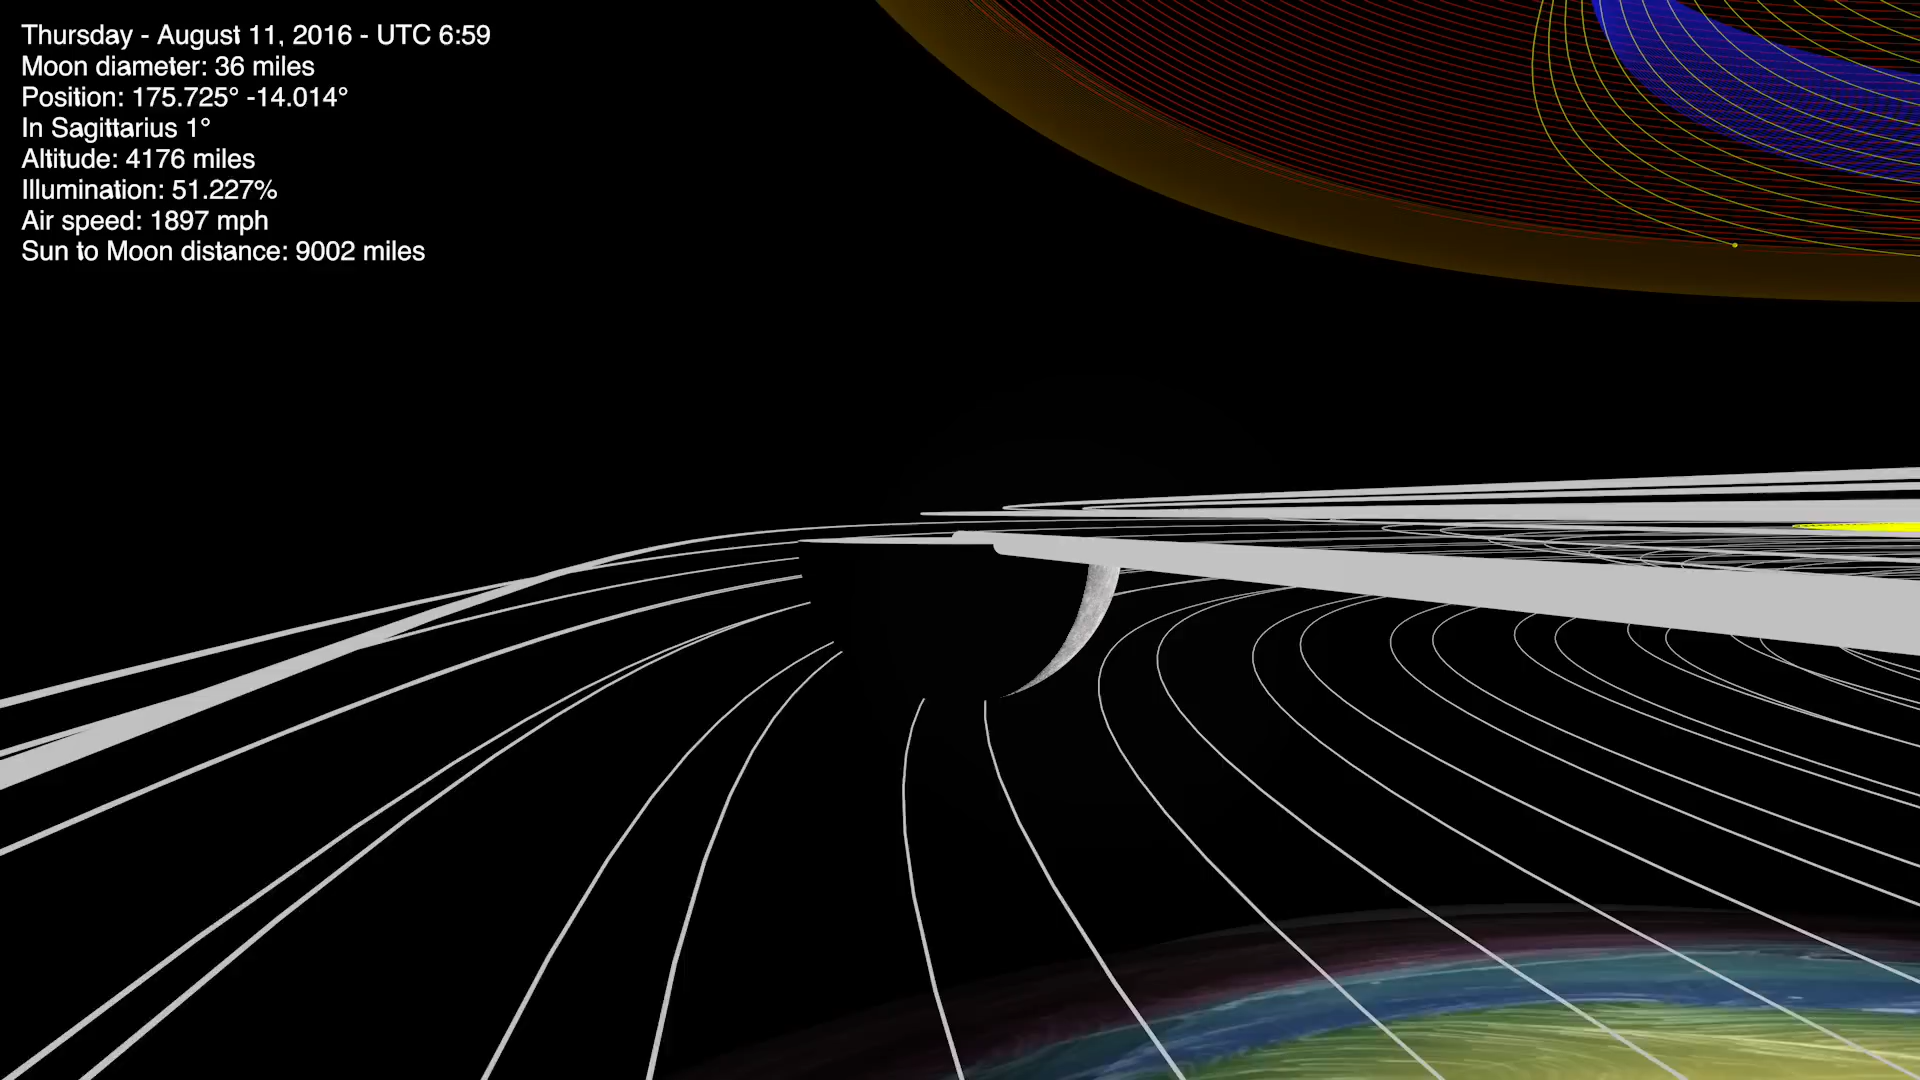 Thursday - August 11, 2016 - UTC 6:59
Moon diameter: 36 miles
Position: 175.725° -14.014°
In Sagittarius 1°
Altitude: 4176 miles
Illumination: 51.227%
Air speed: 1897 mph
Sun to Moon distance: 9002 miles